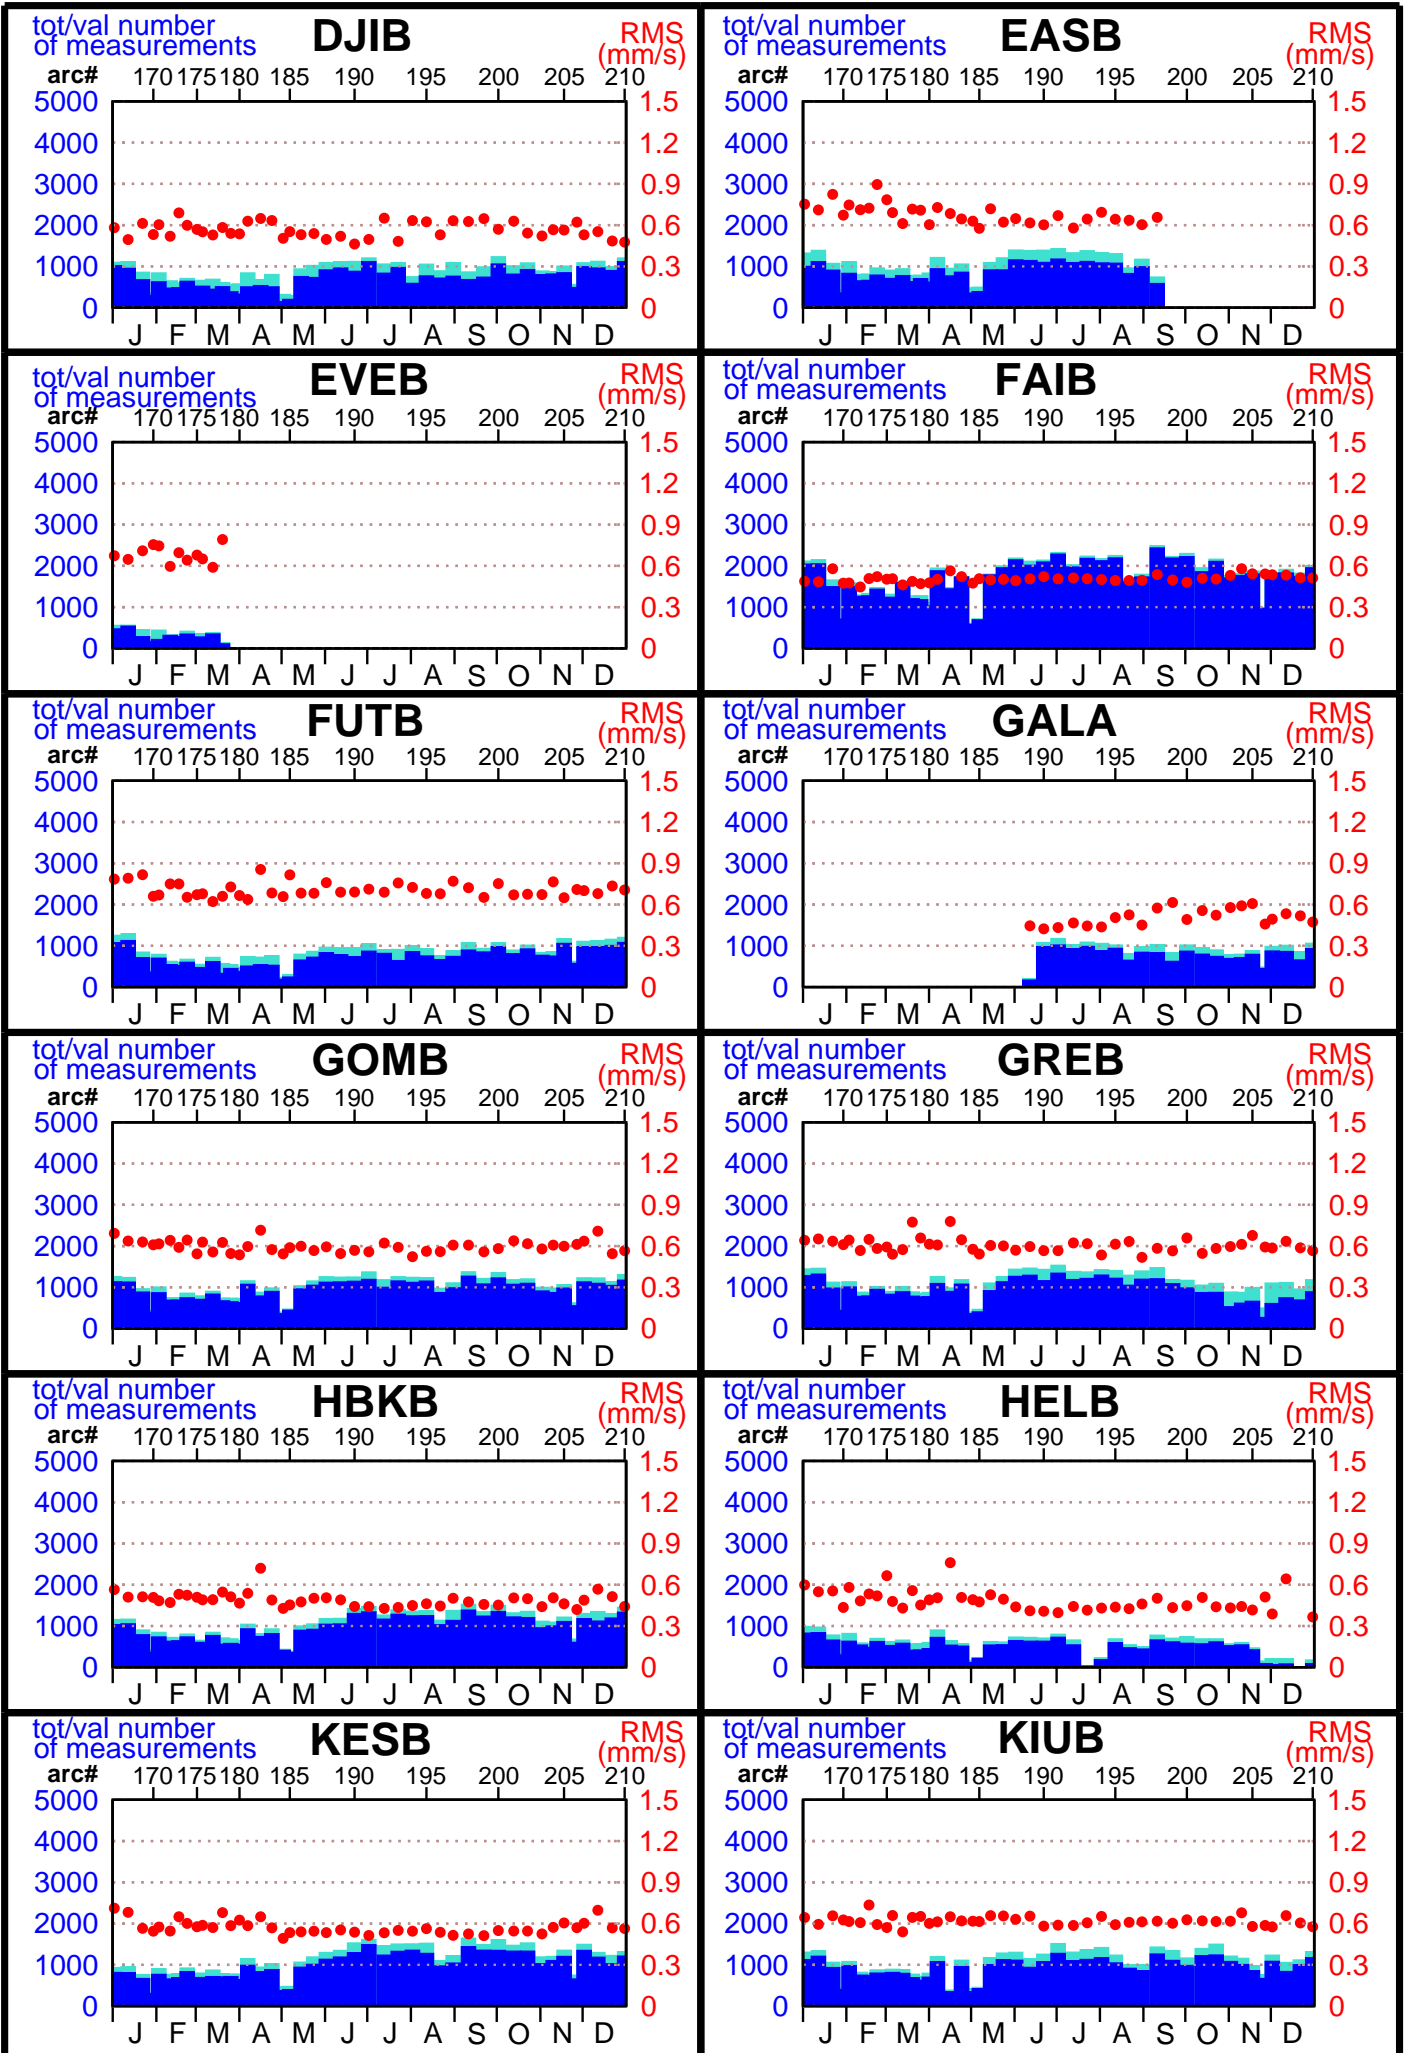 tot/val number DJIB RMS
of measurements (mm/s)
arc# 170 175 180 185 190 195 200 205 210
5000 1.5
4000 1.2
3000 0.9
2000 0.6
1000 0.3
0 0
J F M A M J J A S O N D
tot/val number EASB RMS
of measurements (mm/s)
arc# 170 175 180 185 190 195 200 205 210
5000 1.5
4000 1.2
3000 0.9
2000 0.6
1000 0.3
0 0
J F M A M J J A S O N D
tot/val number EVEB RMS
of measurements (mm/s)
arc# 170 175 180 185 190 195 200 205 210
5000 1.5
4000 1.2
3000 0.9
2000 0.6
1000 0.3
0 0
J F M A M J J A S O N D
tot/val number FAIB RMS
of measurements (mm/s)
arc# 170 175 180 185 190 195 200 205 210
5000 1.5
4000 1.2
3000 0.9
2000 0.6
1000 0.3
0 0
J F M A M J J A S O N D
tot/val number FUTB RMS
of measurements (mm/s)
arc# 170 175 180 185 190 195 200 205 210
5000 1.5
4000 1.2
3000 0.9
2000 0.6
1000 0.3
0 0
J F M A M J J A S O N D
tot/val number GALA RMS
of measurements (mm/s)
arc# 170 175 180 185 190 195 200 205 210
5000 1.5
4000 1.2
3000 0.9
2000 0.6
1000 0.3
0 0
J F M A M J J A S O N D
tot/val number GOMB RMS
of measurements (mm/s)
arc# 170 175 180 185 190 195 200 205 210
5000 1.5
4000 1.2
3000 0.9
2000 0.6
1000 0.3
0 0
J F M A M J J A S O N D
tot/val number GREB RMS
of measurements (mm/s)
arc# 170 175 180 185 190 195 200 205 210
5000 1.5
4000 1.2
3000 0.9
2000 0.6
1000 0.3
0 0
J F M A M J J A S O N D
tot/val number HBKB RMS
of measurements (mm/s)
arc# 170 175 180 185 190 195 200 205 210
5000 1.5
4000 1.2
3000 0.9
2000 0.6
1000 0.3
0 0
J F M A M J J A S O N D
tot/val number HELB RMS
of measurements (mm/s)
arc# 170 175 180 185 190 195 200 205 210
5000 1.5
4000 1.2
3000 0.9
2000 0.6
1000 0.3
0 0
J F M A M J J A S O N D
tot/val number KESB RMS
of measurements (mm/s)
arc# 170 175 180 185 190 195 200 205 210
5000 1.5
4000 1.2
3000 0.9
2000 0.6
1000 0.3
0 0
J F M A M J J A S O N D
tot/val number KIUB RMS
of measurements (mm/s)
arc# 170 175 180 185 190 195 200 205 210
5000 1.5
4000 1.2
3000 0.9
2000 0.6
1000 0.3
0 0
J F M A M J J A S O N D